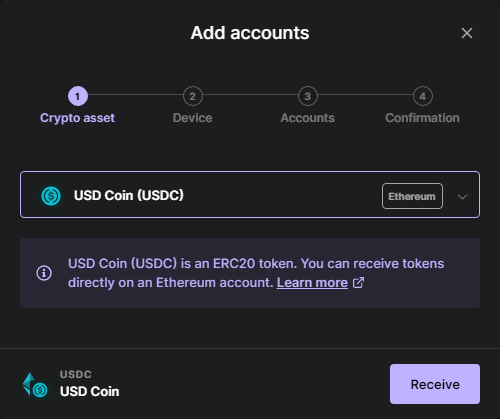 Add accounts
1 2 3 4
Crypto asset Device Accounts Confirmation
USD Coin (USDC) Ethereum
USD Coin (USDC) is an ERC20 token. You can receive tokens
directly on an Ethereum account. Learn more
USDC
USD Coin
Receive